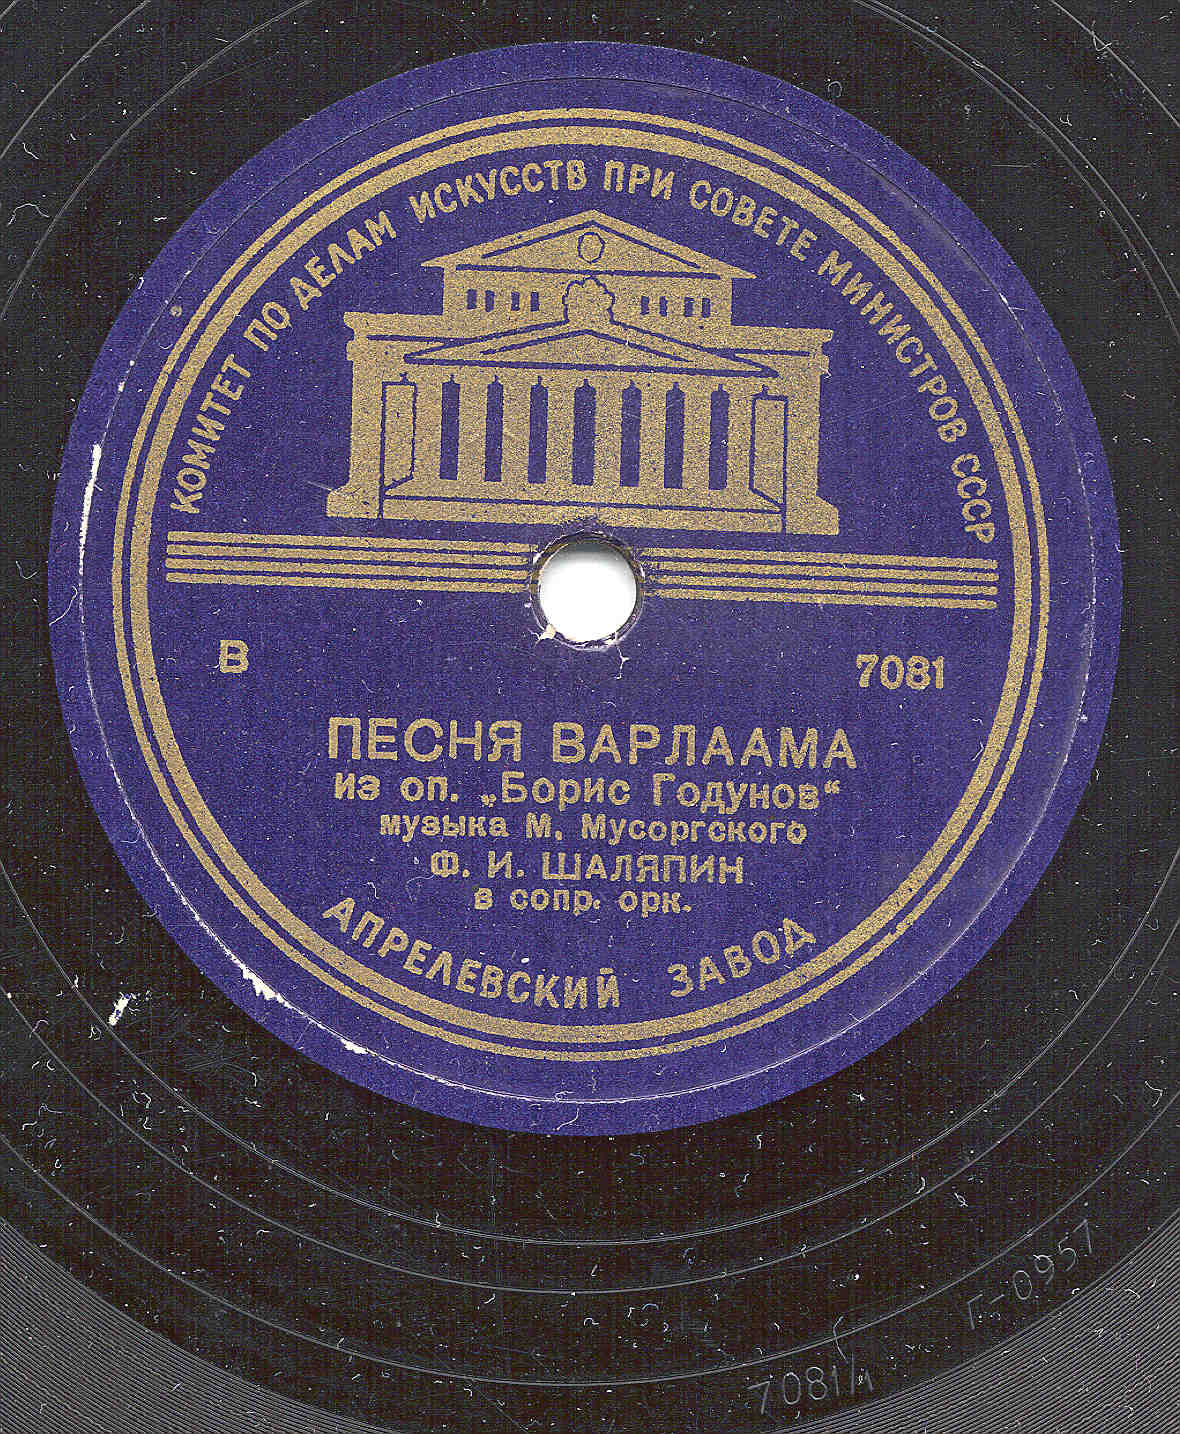 КОМИТЕТ ПО ДЕЛАМ ИСКУССТВ ПРИ СОВЕТЕ МИНИСТРОВ СССР
В 7081
ПЕСНЯ ВАРЛААМА
из оп. „Борис Годунов“
музыка М. Мусоргского
Ф. И. ШАЛЯПИН
в сопр. орк.
АПРЕЛЕВСКИЙ ЗАВОД
Г-0957
7081/1